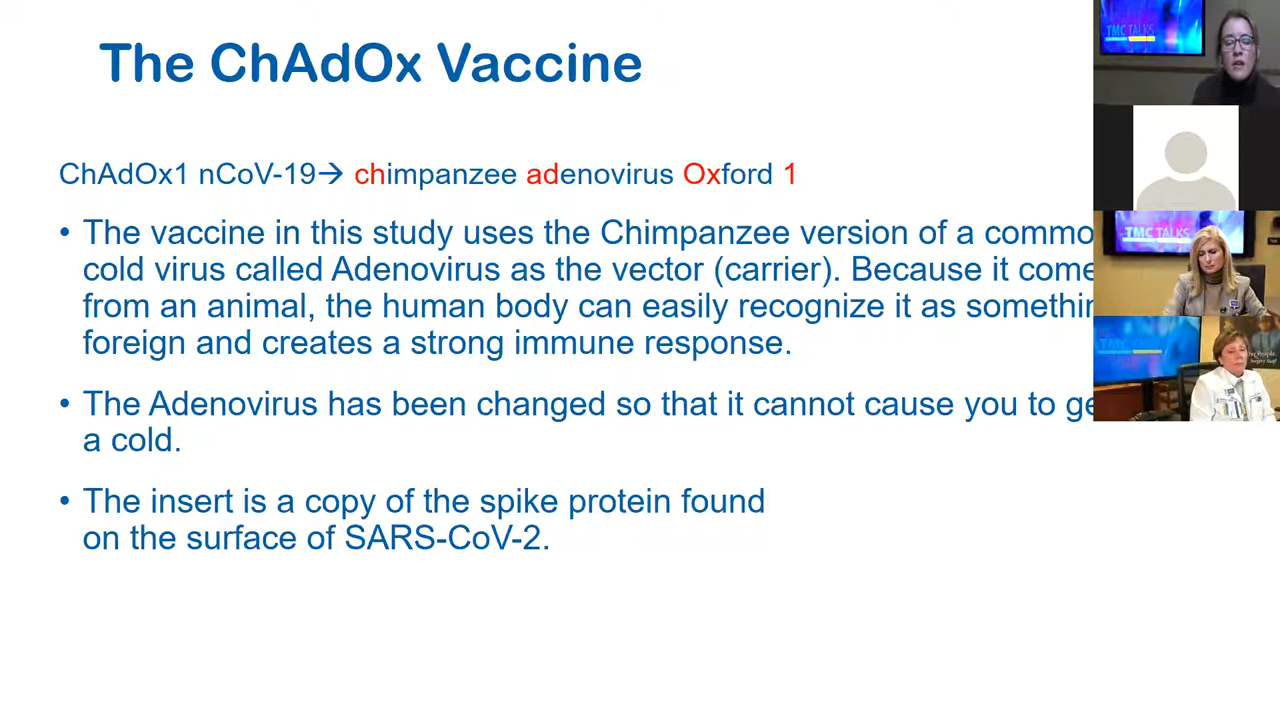 The ChAdOx Vaccine
ChAdOx1 nCoV-19→ chimpanzee adenovirus Oxford 1
• The vaccine in this study uses the Chimpanzee version of a commo
cold virus called Adenovirus as the vector (carrier). Because it come
from an animal, the human body can easily recognize it as somethin
foreign and creates a strong immune response.
• The Adenovirus has been changed so that it cannot cause you to ge
a cold.
• The insert is a copy of the spike protein found
on the surface of SARS-CoV-2.
TMC TALKS
TMC TALKS
TMC TALKS